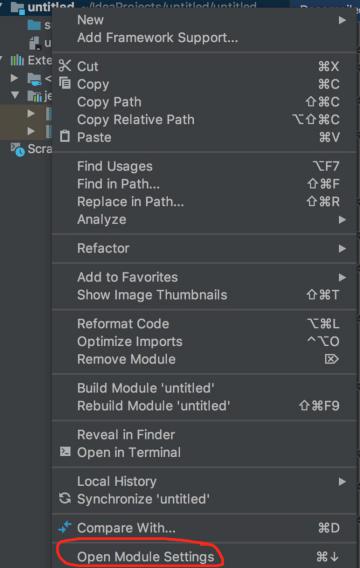 untitled ~/IdeaProjects/untitled/untitled
New
Add Framework Support...
Exte
Cut ⌘X
Copy ⌘C
Copy Path ⇧⌘C
Copy Relative Path ⌥⇧⌘C
Paste ⌘V
Scra
Find Usages ⌥F7
Find in Path... ⇧⌘F
Replace in Path... ⇧⌘R
Analyze
Refactor
Add to Favorites
Show Image Thumbnails ⇧⌘T
Reformat Code ⌥⌘L
Optimize Imports ^⌥O
Remove Module ⌦
Build Module 'untitled'
Rebuild Module 'untitled' ⇧⌘F9
Reveal in Finder
Open in Terminal
Local History
Synchronize 'untitled'
Compare With... ⌘D
Open Module Settings ⌘↓